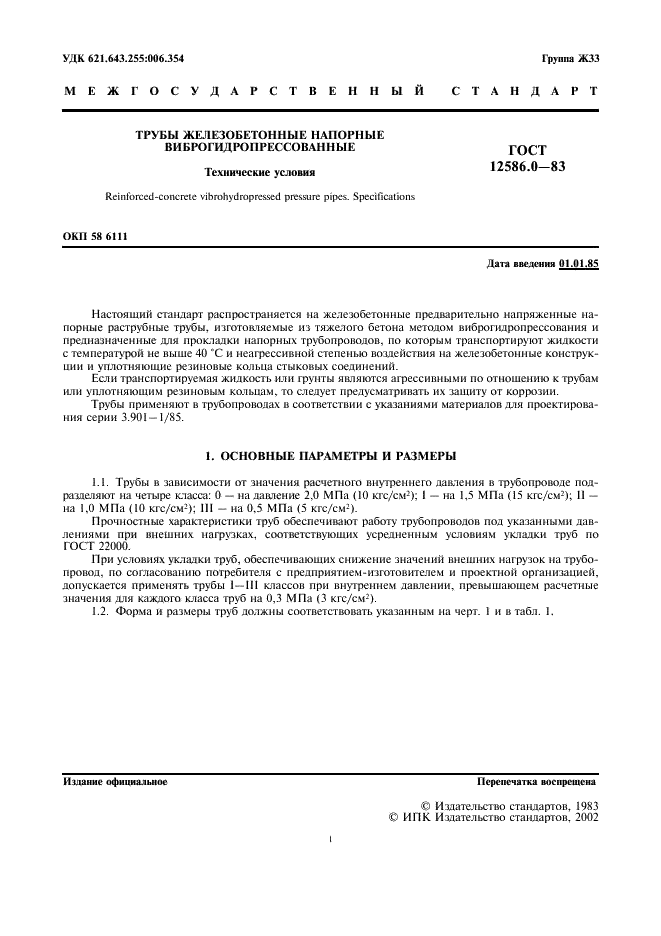 УДК 621.643.255:006.354
Группа Ж33
МЕЖГОСУДАРСТВЕННЫЙ СТАНДАРТ
ТРУБЫ ЖЕЛЕЗОБЕТОННЫЕ НАПОРНЫЕ
ВИБРОГИДРОПРЕССОВАННЫЕ
Технические условия
Reinforced-concrete vibrohydropressed pressure pipes. Specifications
ГОСТ
12586.0—83
ОКП 58 6111
Дата введения 01.01.85
Настоящий стандарт распространяется на железобетонные предварительно напряженные на-
порные раструбные трубы, изготовляемые из тяжелого бетона методом виброгидропрессования и
предназначенные для прокладки напорных трубопроводов, по которым транспортируют жидкости
с температурой не выше 40 °С и неагрессивной степенью воздействия на железобетонные конструк-
ции и уплотняющие резиновые кольца стыковых соединений.
Если транспортируемая жидкость или грунты являются агрессивными по отношению к трубам
или уплотняющим резиновым кольцам, то следует предусматривать их защиту от коррозии.
Трубы применяют в трубопроводах в соответствии с указаниями материалов для проектирова-
ния серии 3.901—1/85.
1. ОСНОВНЫЕ ПАРАМЕТРЫ И РАЗМЕРЫ
1.1. Трубы в зависимости от значения расчетного внутреннего давления в трубопроводе под-
разделяют на четыре класса: 0 — на давление 2,0 МПа (10 кгс/см²); I — на 1,5 МПа (15 кгс/см²); II —
на 1,0 МПа (10 кгс/см²); III — на 0,5 МПа (5 кгс/см²).
Прочностные характеристики труб обеспечивают работу трубопроводов под указанными дав-
лениями при внешних нагрузках, соответствующих усредненным условиям укладки труб по
ГОСТ 22000.
При условиях укладки труб, обеспечивающих снижение значений внешних нагрузок на трубо-
провод, по согласованию потребителя с предприятием-изготовителем и проектной организацией,
допускается применять трубы I—III классов при внутреннем давлении, превышающем расчетные
значения для каждого класса труб на 0,3 МПа (3 кгс/см²).
1.2. Форма и размеры труб должны соответствовать указанным на черт. 1 и в табл. 1.
Издание официальное
Перепечатка воспрещена
© Издательство стандартов, 1983
© ИПК Издательство стандартов, 2002
1